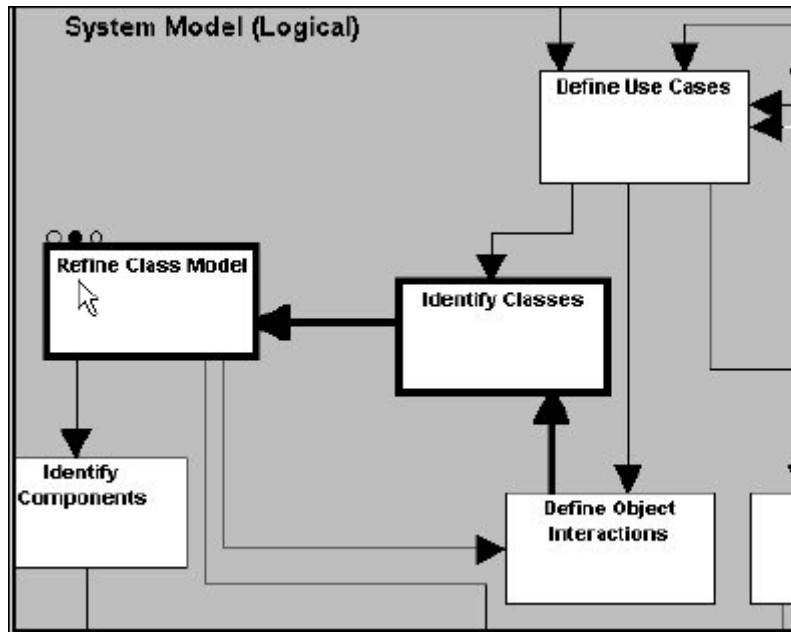 System Model (Logical)
Define Use Cases
Refine Class Model
Identify Classes
Identify
Components
Define Object
Interactions